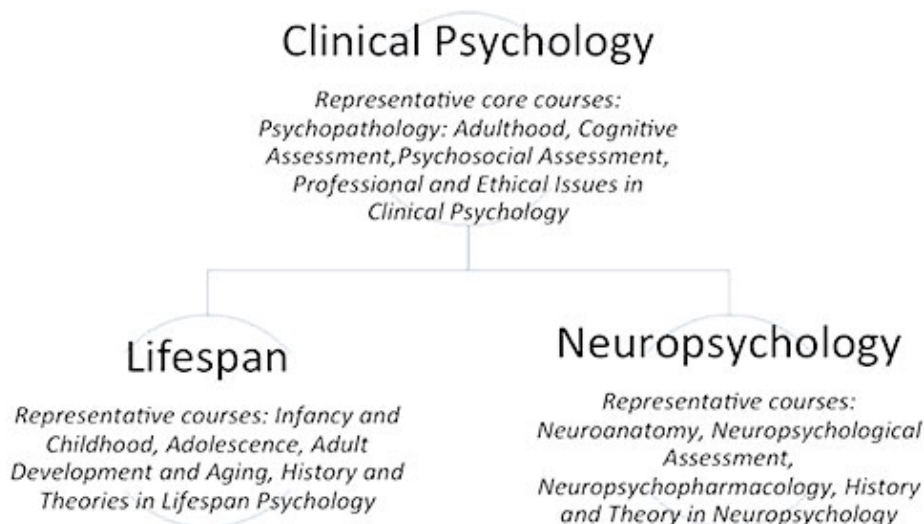 Clinical Psychology
Representative core courses:
Psychopathology: Adulthood, Cognitive
Assessment,Psychosocial Assessment,
Professional and Ethical Issues in
Clinical Psychology
Lifespan
Representative courses: Infancy and
Childhood, Adolescence, Adult
Development and Aging, History and
Theories in Lifespan Psychology
Neuropsychology
Representative courses:
Neuroanatomy, Neuropsychological
Assessment,
Neuropsychopharmacology, History
and Theory in Neuropsychology